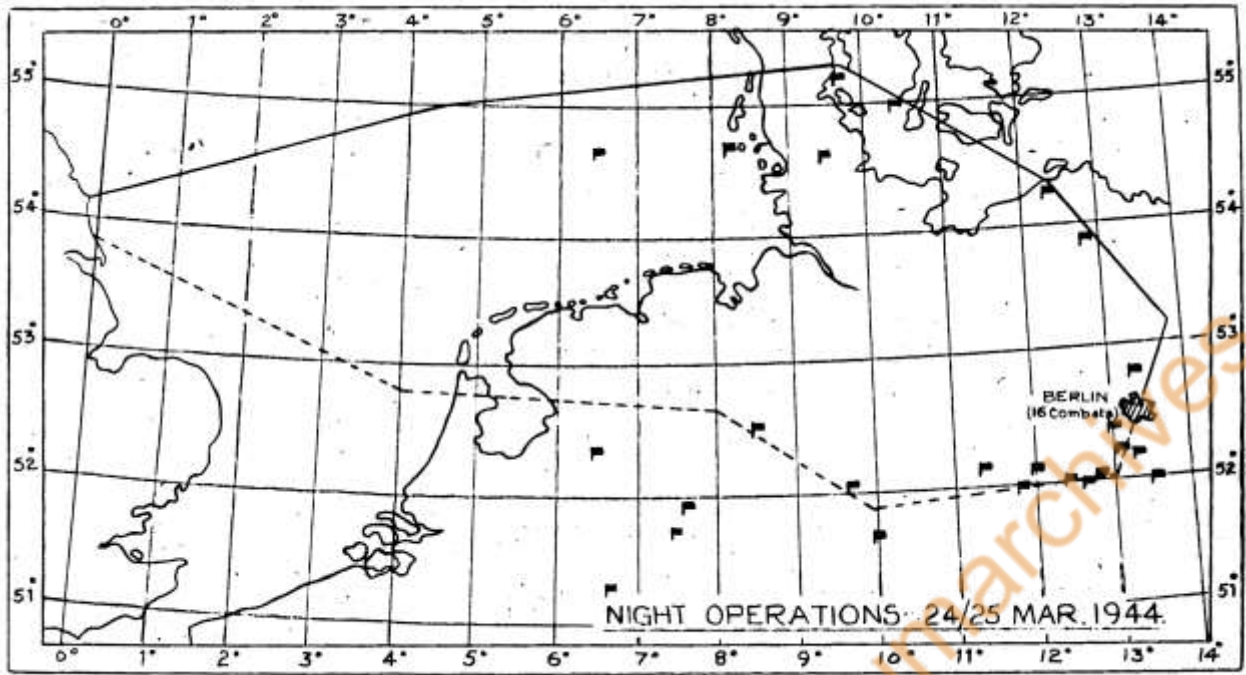 0° 1° 2° 3° 4° 5° 6° 7° 8° 9° 10° 11° 12° 13° 14°
55° 55°
54° 54°
53° 53°
BERLIN
(16 Combats)
52° 52°
51° 51°
NIGHT OPERATIONS 24/25 MAR. 1944.
0° 1° 2° 3° 4° 5° 6° 7° 8° 9° 10° 11° 12° 13° 14°
marchives